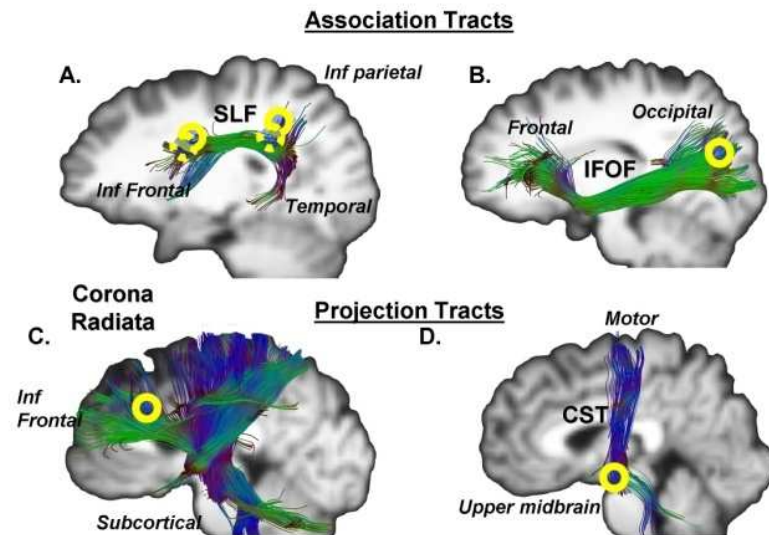 Association Tracts
A.
Inf parietal
B.
SLF
Occipital
Frontal
IFOF
Inf Frontal
Temporal
Corona
Radiata
Projection Tracts
Motor
C.
D.
Inf
Frontal
CST
Subcortical
Upper midbrain